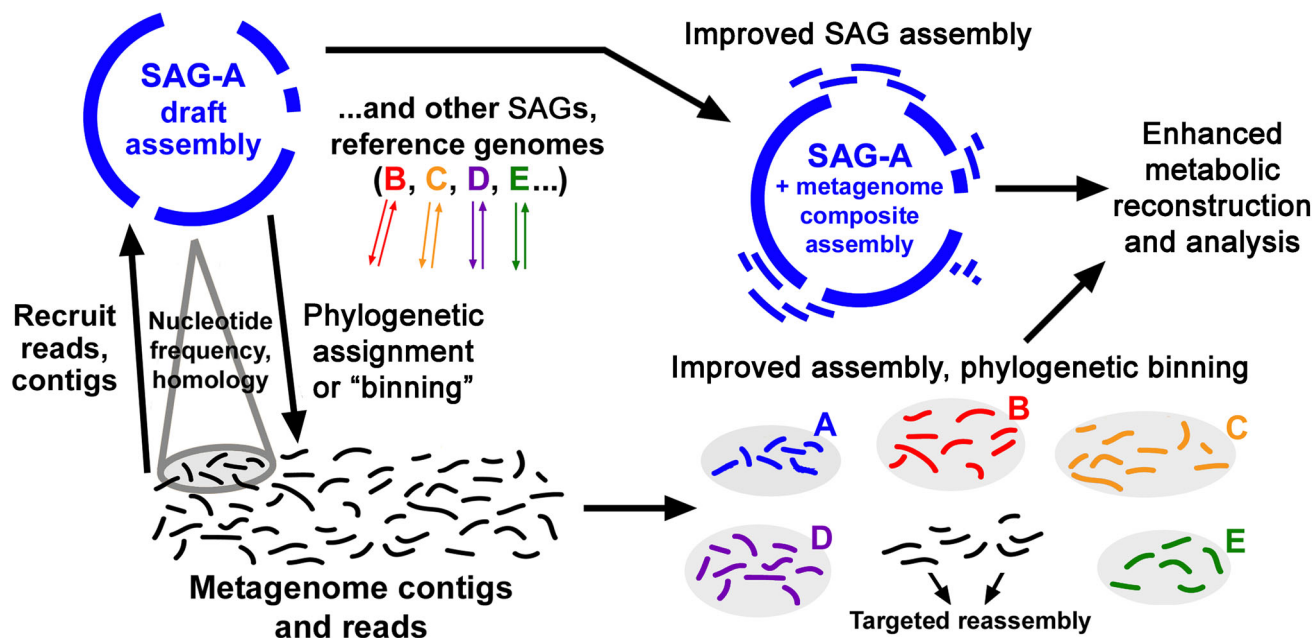 SAG-A
draft
assembly
...and other SAGs,
reference genomes
(B, C, D, E...)
Improved SAG assembly
SAG-A
+ metagenome
composite
assembly
Enhanced
metabolic
reconstruction
and analysis
Recruit
reads,
contigs
Nucleotide
frequency,
homology
Phylogenetic
assignment
or “binning”
Metagenome contigs
and reads
Improved assembly, phylogenetic binning
A
B
C
D
E
Targeted reassembly